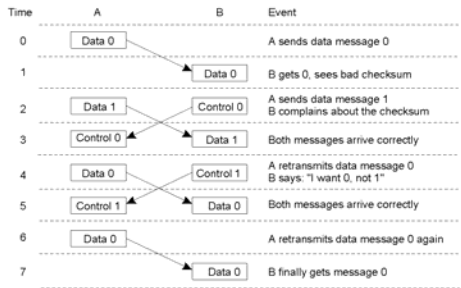 Time A B Event
0 Data 0 A sends data message 0
1 Data 0 B gets 0, sees bad checksum
2 Data 1 Control 0 A sends data message 1
B complains about the checksum
3 Control 0 Data 1 Both messages arrive correctly
4 Data 0 Control 1 A retransmits data message 0
B says: "I want 0, not 1"
5 Control 1 Data 0 Both messages arrive correctly
6 Data 0 A retransmits data message 0 again
7 Data 0 B finally gets message 0